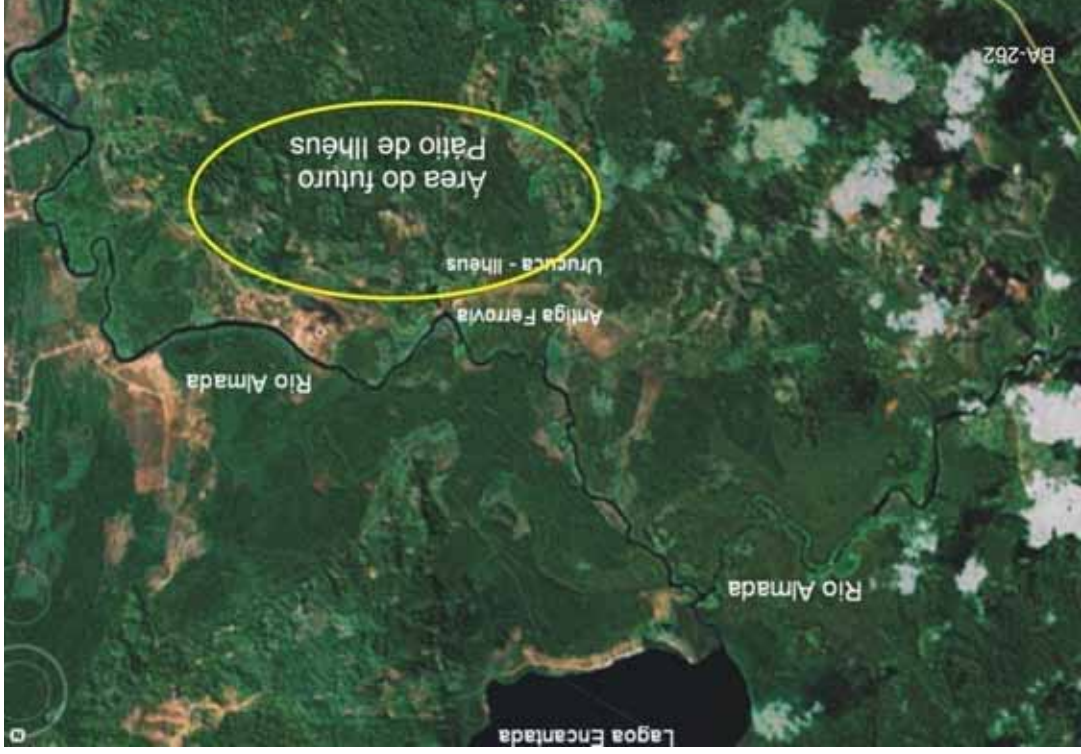 Lagoa Encantada
N
Rio Almada
Rio Almada
Antiga Ferrovia
Uruçuca - Ilhéus
Área do futuro
Pátio de Ilhéus
BA-262